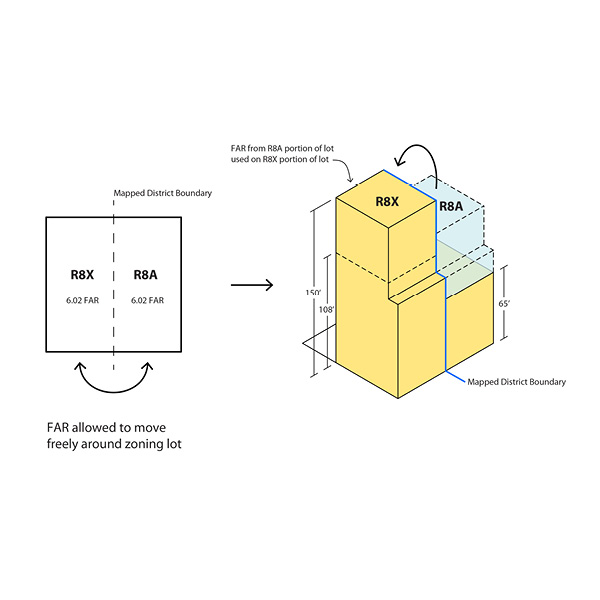 FAR from R8A portion of lot
used on R8X portion of lot
Mapped District Boundary
R8X
R8A
R8X
R8A
6.02 FAR
6.02 FAR
150'
108'
65'
Mapped District Boundary
FAR allowed to move
freely around zoning lot